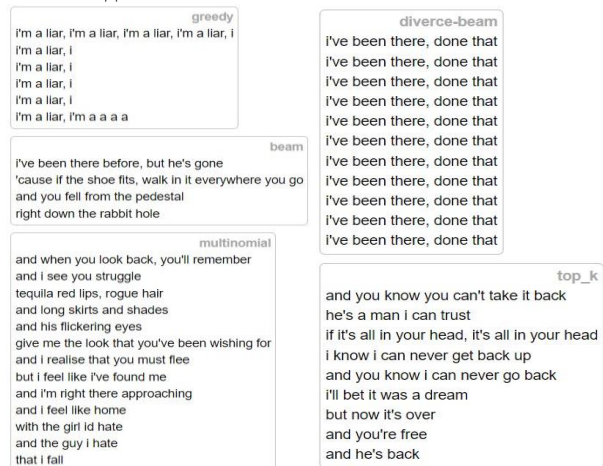 greedy
i'm a liar, i'm a liar, i'm a liar, i'm a liar, i
i'm a liar, i
i'm a liar, i
i'm a liar, i
i'm a liar, i
i'm a liar, i'm a a a a
beam
i've been there before, but he's gone
'cause if the shoe fits, walk in it everywhere you go
and you fell from the pedestal
right down the rabbit hole
multinomial
and when you look back, you'll remember
and i see you struggle
tequila red lips, rogue hair
and long skirts and shades
and his flickering eyes
give me the look that you've been wishing for
and i realise that you must flee
but i feel like i've found me
and i'm right there approaching
and i feel like home
with the girl id hate
and the guy i hate
that i fall
diverce-beam
i've been there, done that
i've been there, done that
i've been there, done that
i've been there, done that
i've been there, done that
i've been there, done that
i've been there, done that
i've been there, done that
i've been there, done that
i've been there, done that
i've been there, done that
top_k
and you know you can't take it back
he's a man i can trust
if it's all in your head, it's all in your head
i know i can never get back up
and you know i can never go back
i'll bet it was a dream
but now it's over
and you're free
and he's back